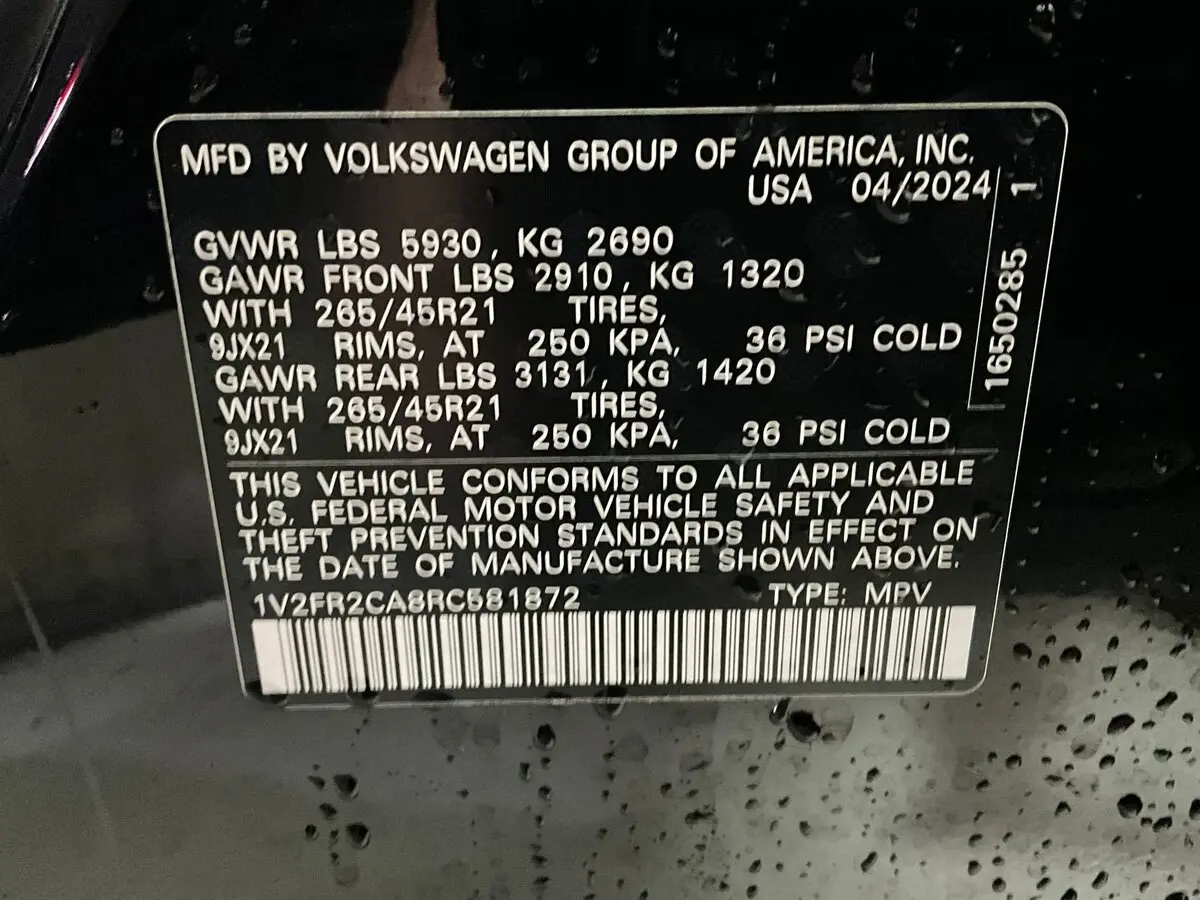 MFD BY VOLKSWAGEN GROUP OF AMERICA, INC.
USA 04/2024
1650285 1
GVWR LBS 5930, KG 2690
GAWR FRONT LBS 2910, KG 1320
WITH 265/45R21 TIRES,
9JX21 RIMS, AT 250 KPA, 36 PSI COLD
GAWR REAR LBS 3131, KG 1420
WITH 265/45R21 TIRES,
9JX21 RIMS, AT 250 KPA, 36 PSI COLD
THIS VEHICLE CONFORMS TO ALL APPLICABLE
U.S. FEDERAL MOTOR VEHICLE SAFETY AND
THEFT PREVENTION STANDARDS IN EFFECT ON
THE DATE OF MANUFACTURE SHOWN ABOVE.
1V2FR2CA8RC581872 TYPE: MPV